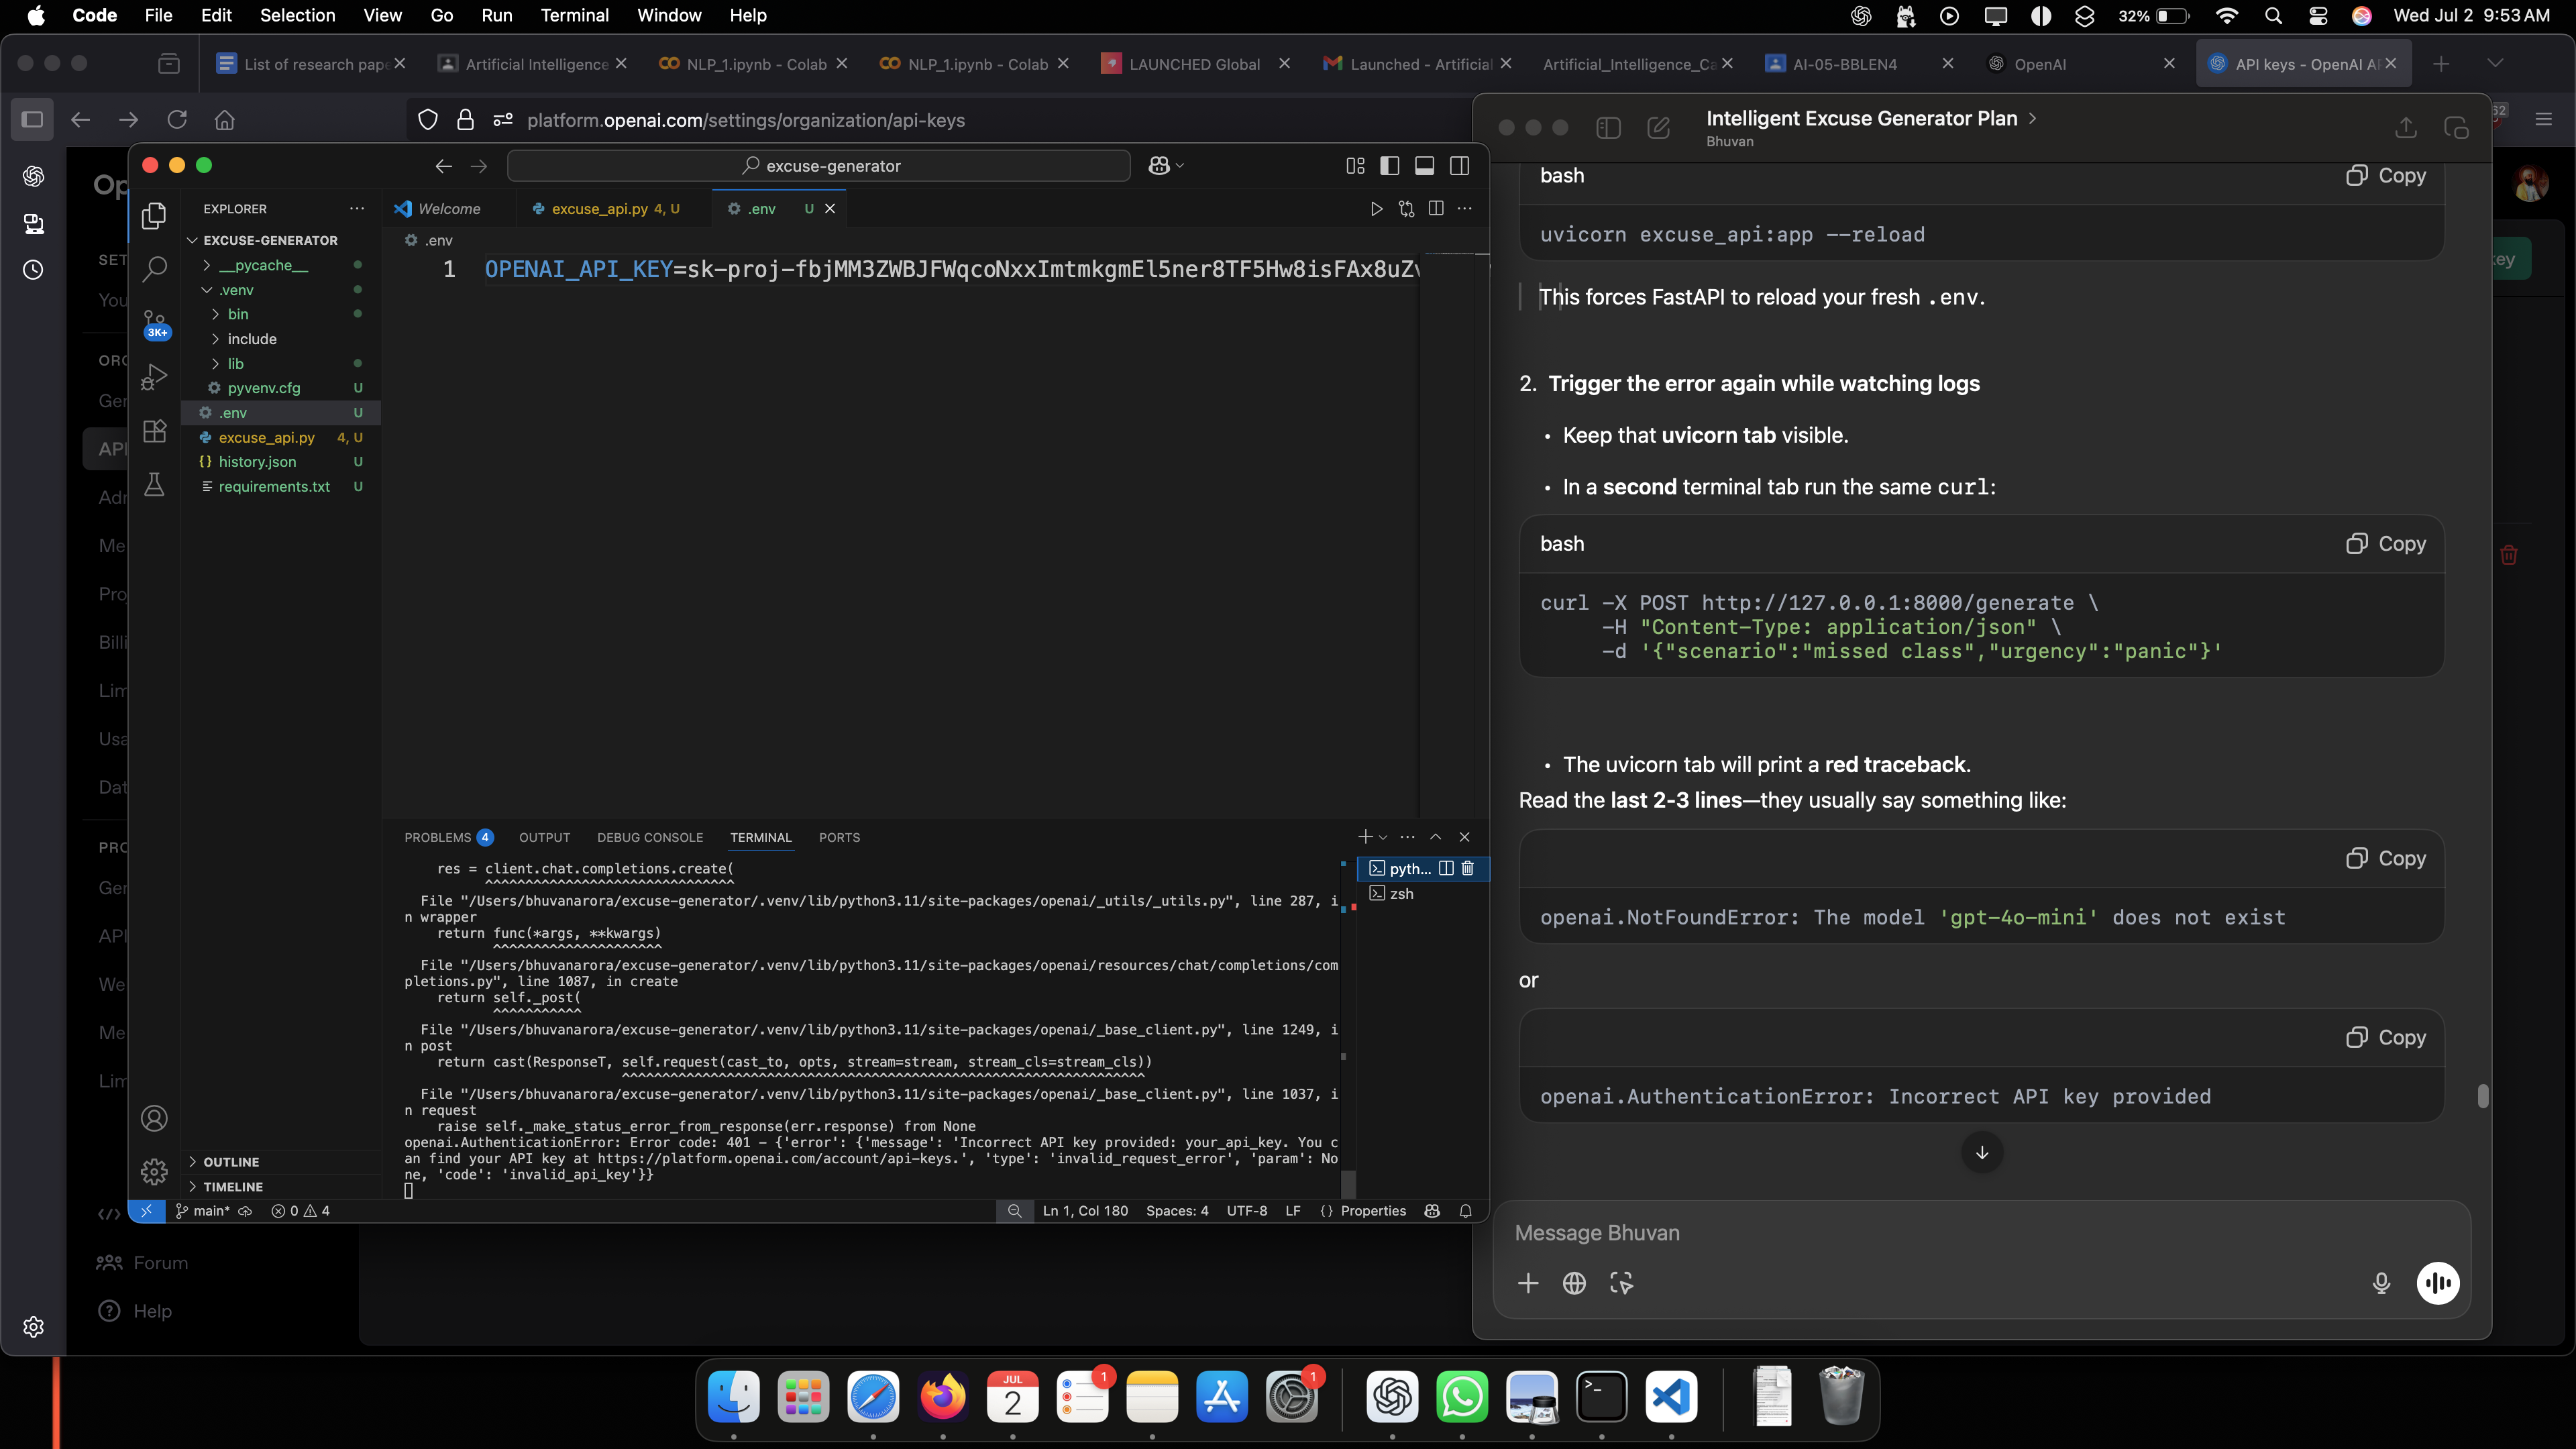 Code File Edit Selection View Go Run Terminal Window Help
32% Wed Jul 2 9:53 AM
List of research pape
Artificial Intelligence
NLP_1.ipynb - Colab
NLP_1.ipynb - Colab
LAUNCHED Global
Launched - Artificial
Artificial_Intelligence_Ca
AI-05-BBLEN4
OpenAI
API keys - OpenAI A
platform.openai.com/settings/organization/api-keys
62
Op
SET
You
ORG
Ger
API
Adr
Me
Pro
Billi
Lim
Usa
Dat
PRO
Ger
API
We
Me
Lim
Forum
Help
ey
excuse-generator
EXPLORER
EXCUSE-GENERATOR
__pycache__
.venv
bin
include
lib
pyvenv.cfg U
.env U
excuse_api.py 4, U
history.json U
requirements.txt U
3K+
OUTLINE
TIMELINE
Welcome
excuse_api.py 4, U
.env U
.env
1 OPENAI_API_KEY=sk-proj-fbjMM3ZWBJFWqcoNxxImtmkgmEl5ner8TF5Hw8isFAx8uZ
PROBLEMS 4 OUTPUT DEBUG CONSOLE TERMINAL PORTS
pyth...
zsh
res = client.chat.completions.create(
^^^^^^^^^^^^^^^^^^^^^^^^^^^^^^^
File "/Users/bhuvanarora/excuse-generator/.venv/lib/python3.11/site-packages/openai/_utils/_utils.py", line 287, i
n wrapper
return func(*args, **kwargs)
^^^^^^^^^^^^^^^^^^^^^
File "/Users/bhuvanarora/excuse-generator/.venv/lib/python3.11/site-packages/openai/resources/chat/completions/com
pletions.py", line 1087, in create
return self._post(
^^^^^^^^^^^
File "/Users/bhuvanarora/excuse-generator/.venv/lib/python3.11/site-packages/openai/_base_client.py", line 1249, i
n post
return cast(ResponseT, self.request(cast_to, opts, stream=stream, stream_cls=stream_cls))
^^^^^^^^^^^^^^^^^^^^^^^^^^^^^^^^^^^^^^^^^^^^^^^^^^^^^^^^^^^^^^^^^^
File "/Users/bhuvanarora/excuse-generator/.venv/lib/python3.11/site-packages/openai/_base_client.py", line 1037, i
n request
raise self._make_status_error_from_response(err.response) from None
openai.AuthenticationError: Error code: 401 - {'error': {'message': 'Incorrect API key provided: your_api_key. You c
an find your API key at https://platform.openai.com/account/api-keys.', 'type': 'invalid_request_error', 'param': No
ne, 'code': 'invalid_api_key'}}
main* 0 4
Ln 1, Col 180 Spaces: 4 UTF-8 LF {} Properties
Intelligent Excuse Generator Plan >
Bhuvan
bash Copy
uvicorn excuse_api:app --reload
This forces FastAPI to reload your fresh .env.
2. Trigger the error again while watching logs
• Keep that uvicorn tab visible.
• In a second terminal tab run the same curl:
bash Copy
curl -X POST http://127.0.0.1:8000/generate \
-H "Content-Type: application/json" \
-d '{"scenario":"missed class","urgency":"panic"}'
• The uvicorn tab will print a red traceback.
Read the last 2-3 lines—they usually say something like:
Copy
openai.NotFoundError: The model 'gpt-4o-mini' does not exist
or
Copy
openai.AuthenticationError: Incorrect API key provided
Message Bhuvan
JUL
2
1
1